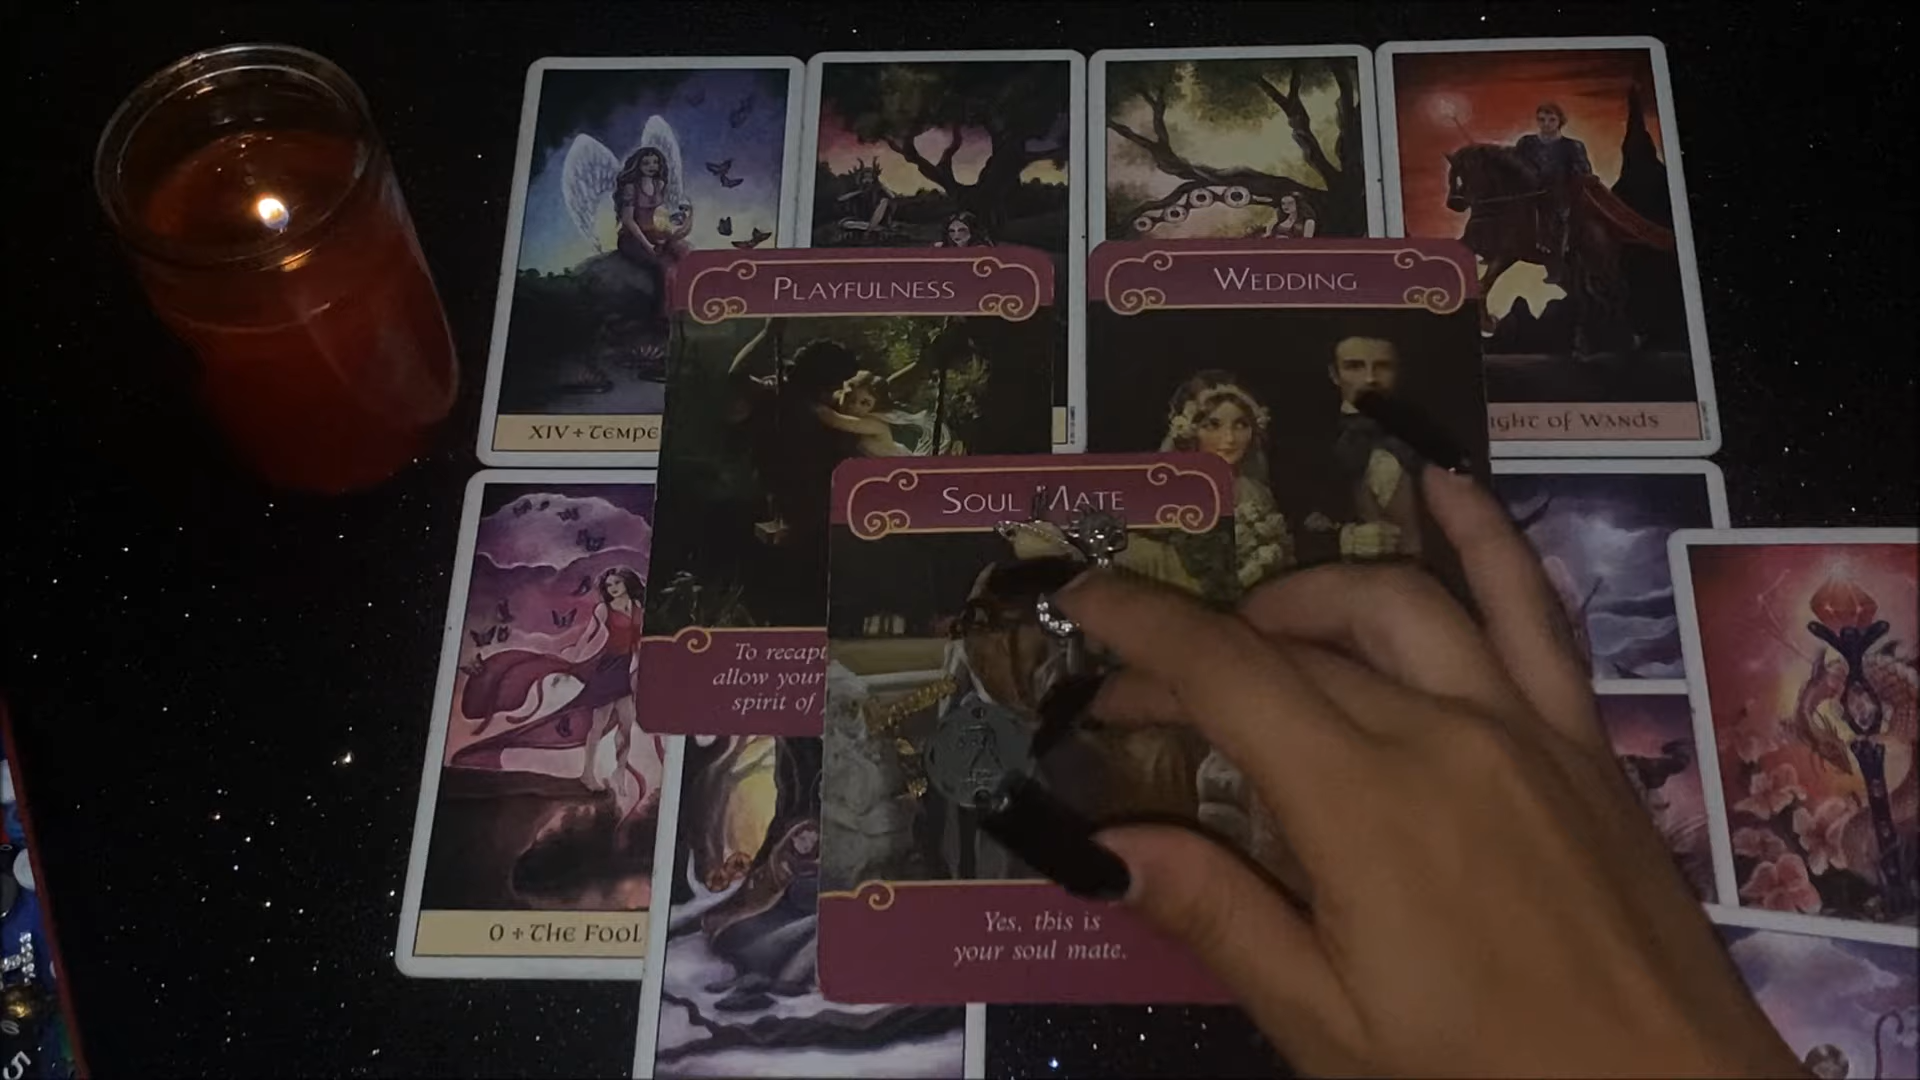 PLAYFULNESS
WEDDING
XIV + TEMPE
IGHT OF WANDS
SOUL MATE
To recapt
allow your
spirit of
0 + THE FOOL
Yes, this is
your soul mate.
5